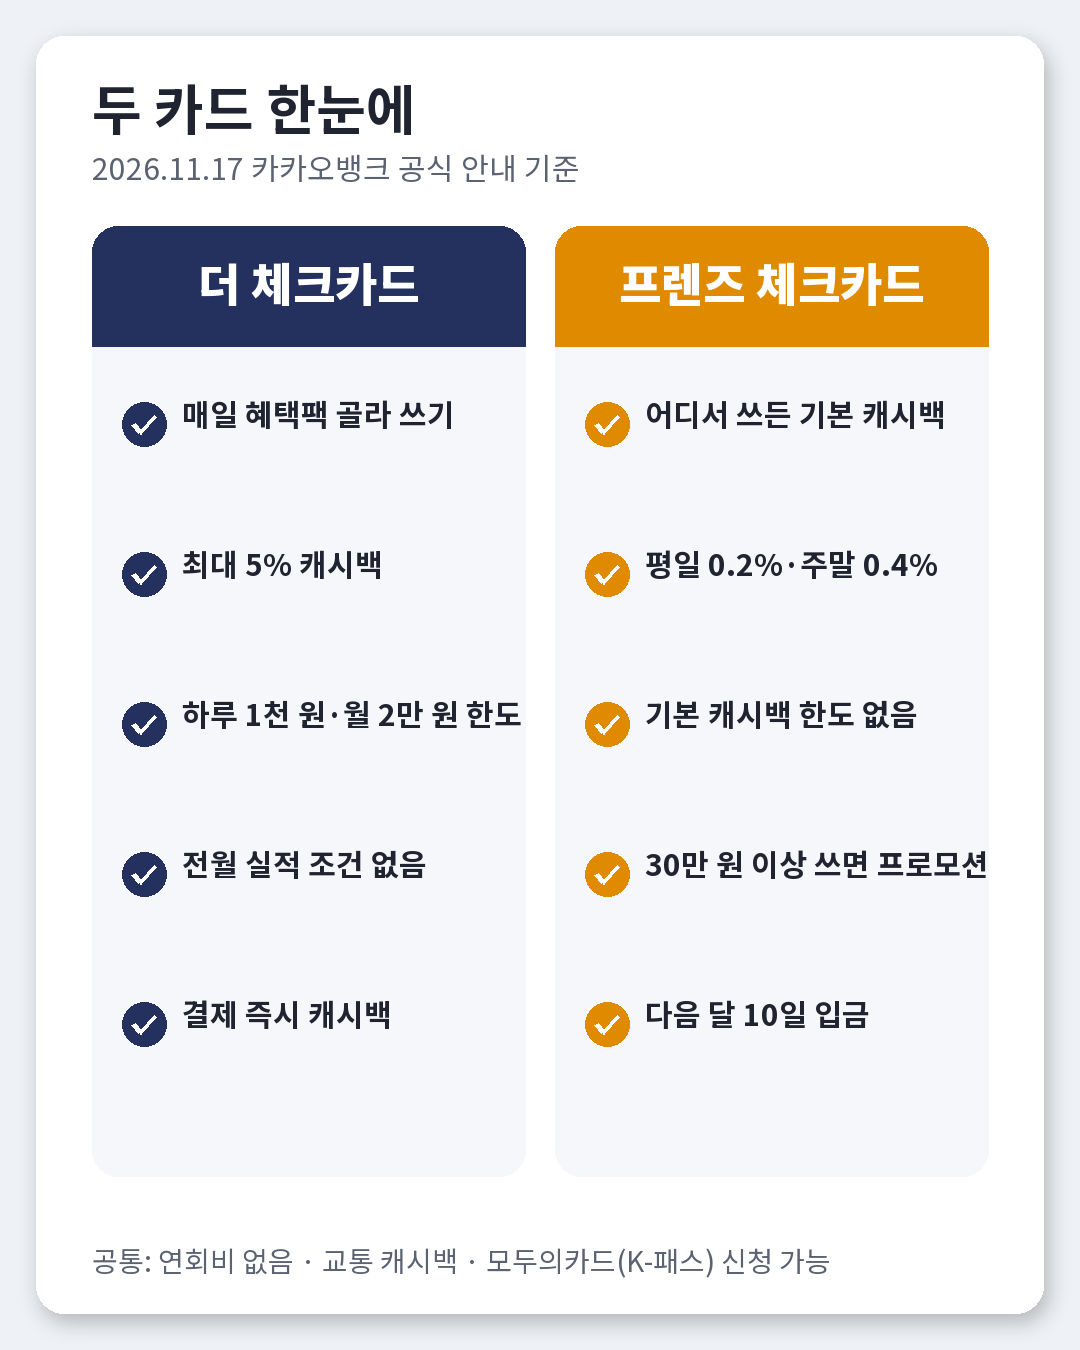 두 카드 한눈에
2026.11.17 카카오뱅크 공식 안내 기준
더 체크카드
매일 혜택팩 골라 쓰기
최대 5% 캐시백
하루 1천 원·월 2만 원 한도
전월 실적 조건 없음
결제 즉시 캐시백
프렌즈 체크카드
어디서 쓰든 기본 캐시백
평일 0.2%·주말 0.4%
기본 캐시백 한도 없음
30만 원 이상 쓰면 프로모션
다음 달 10일 입금
공통: 연회비 없음 · 교통 캐시백 · 모두의카드(K-패스) 신청 가능